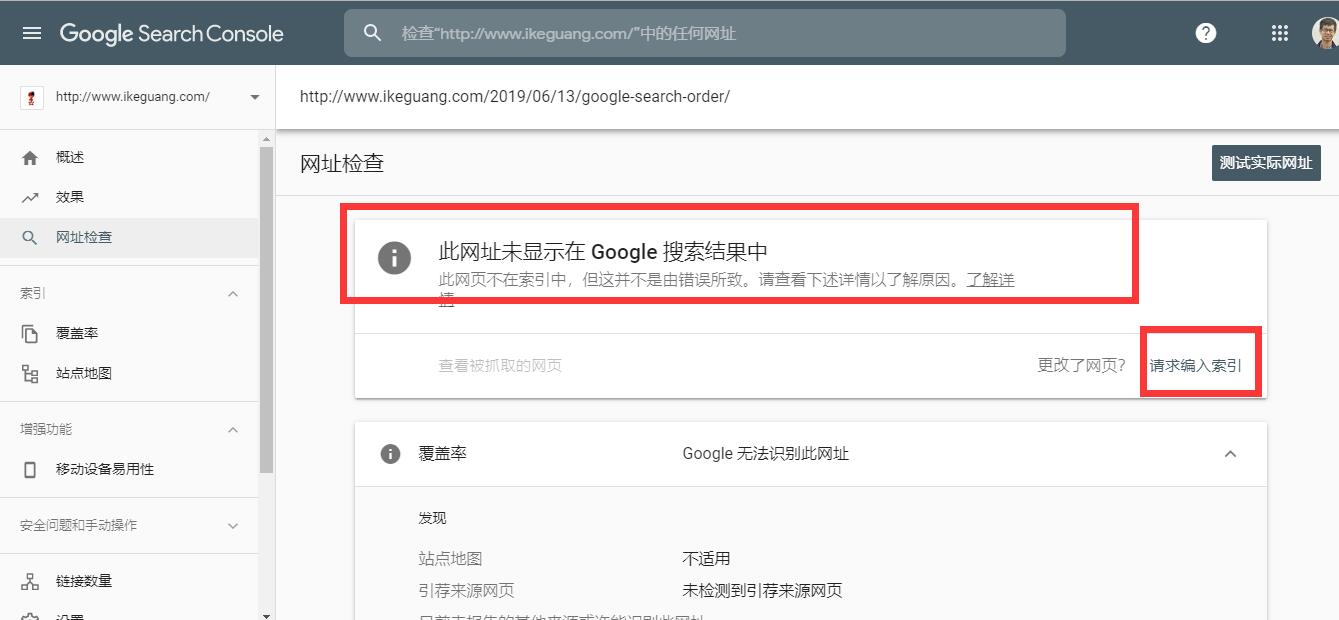 Google Search Console
检查“http://www.ikeguang.com/”中的任何网址
http://www.ikeguang.com/
http://www.ikeguang.com/2019/06/13/google-search-order/
概述
效果
网址检查
索引
覆盖率
站点地图
增强功能
移动设备易用性
安全问题和手动操作
链接数量
设置
网址检查
测试实际网址
此网址未显示在 Google 搜索结果中
此网页不在索引中，但这并不是由错误所致。请查看下述详情以了解原因。了解详
情
查看被抓取的网页
更改了网页？
请求编入索引
覆盖率
Google 无法识别此网址
发现
站点地图
不适用
引荐来源网页
未检测到引荐来源网页